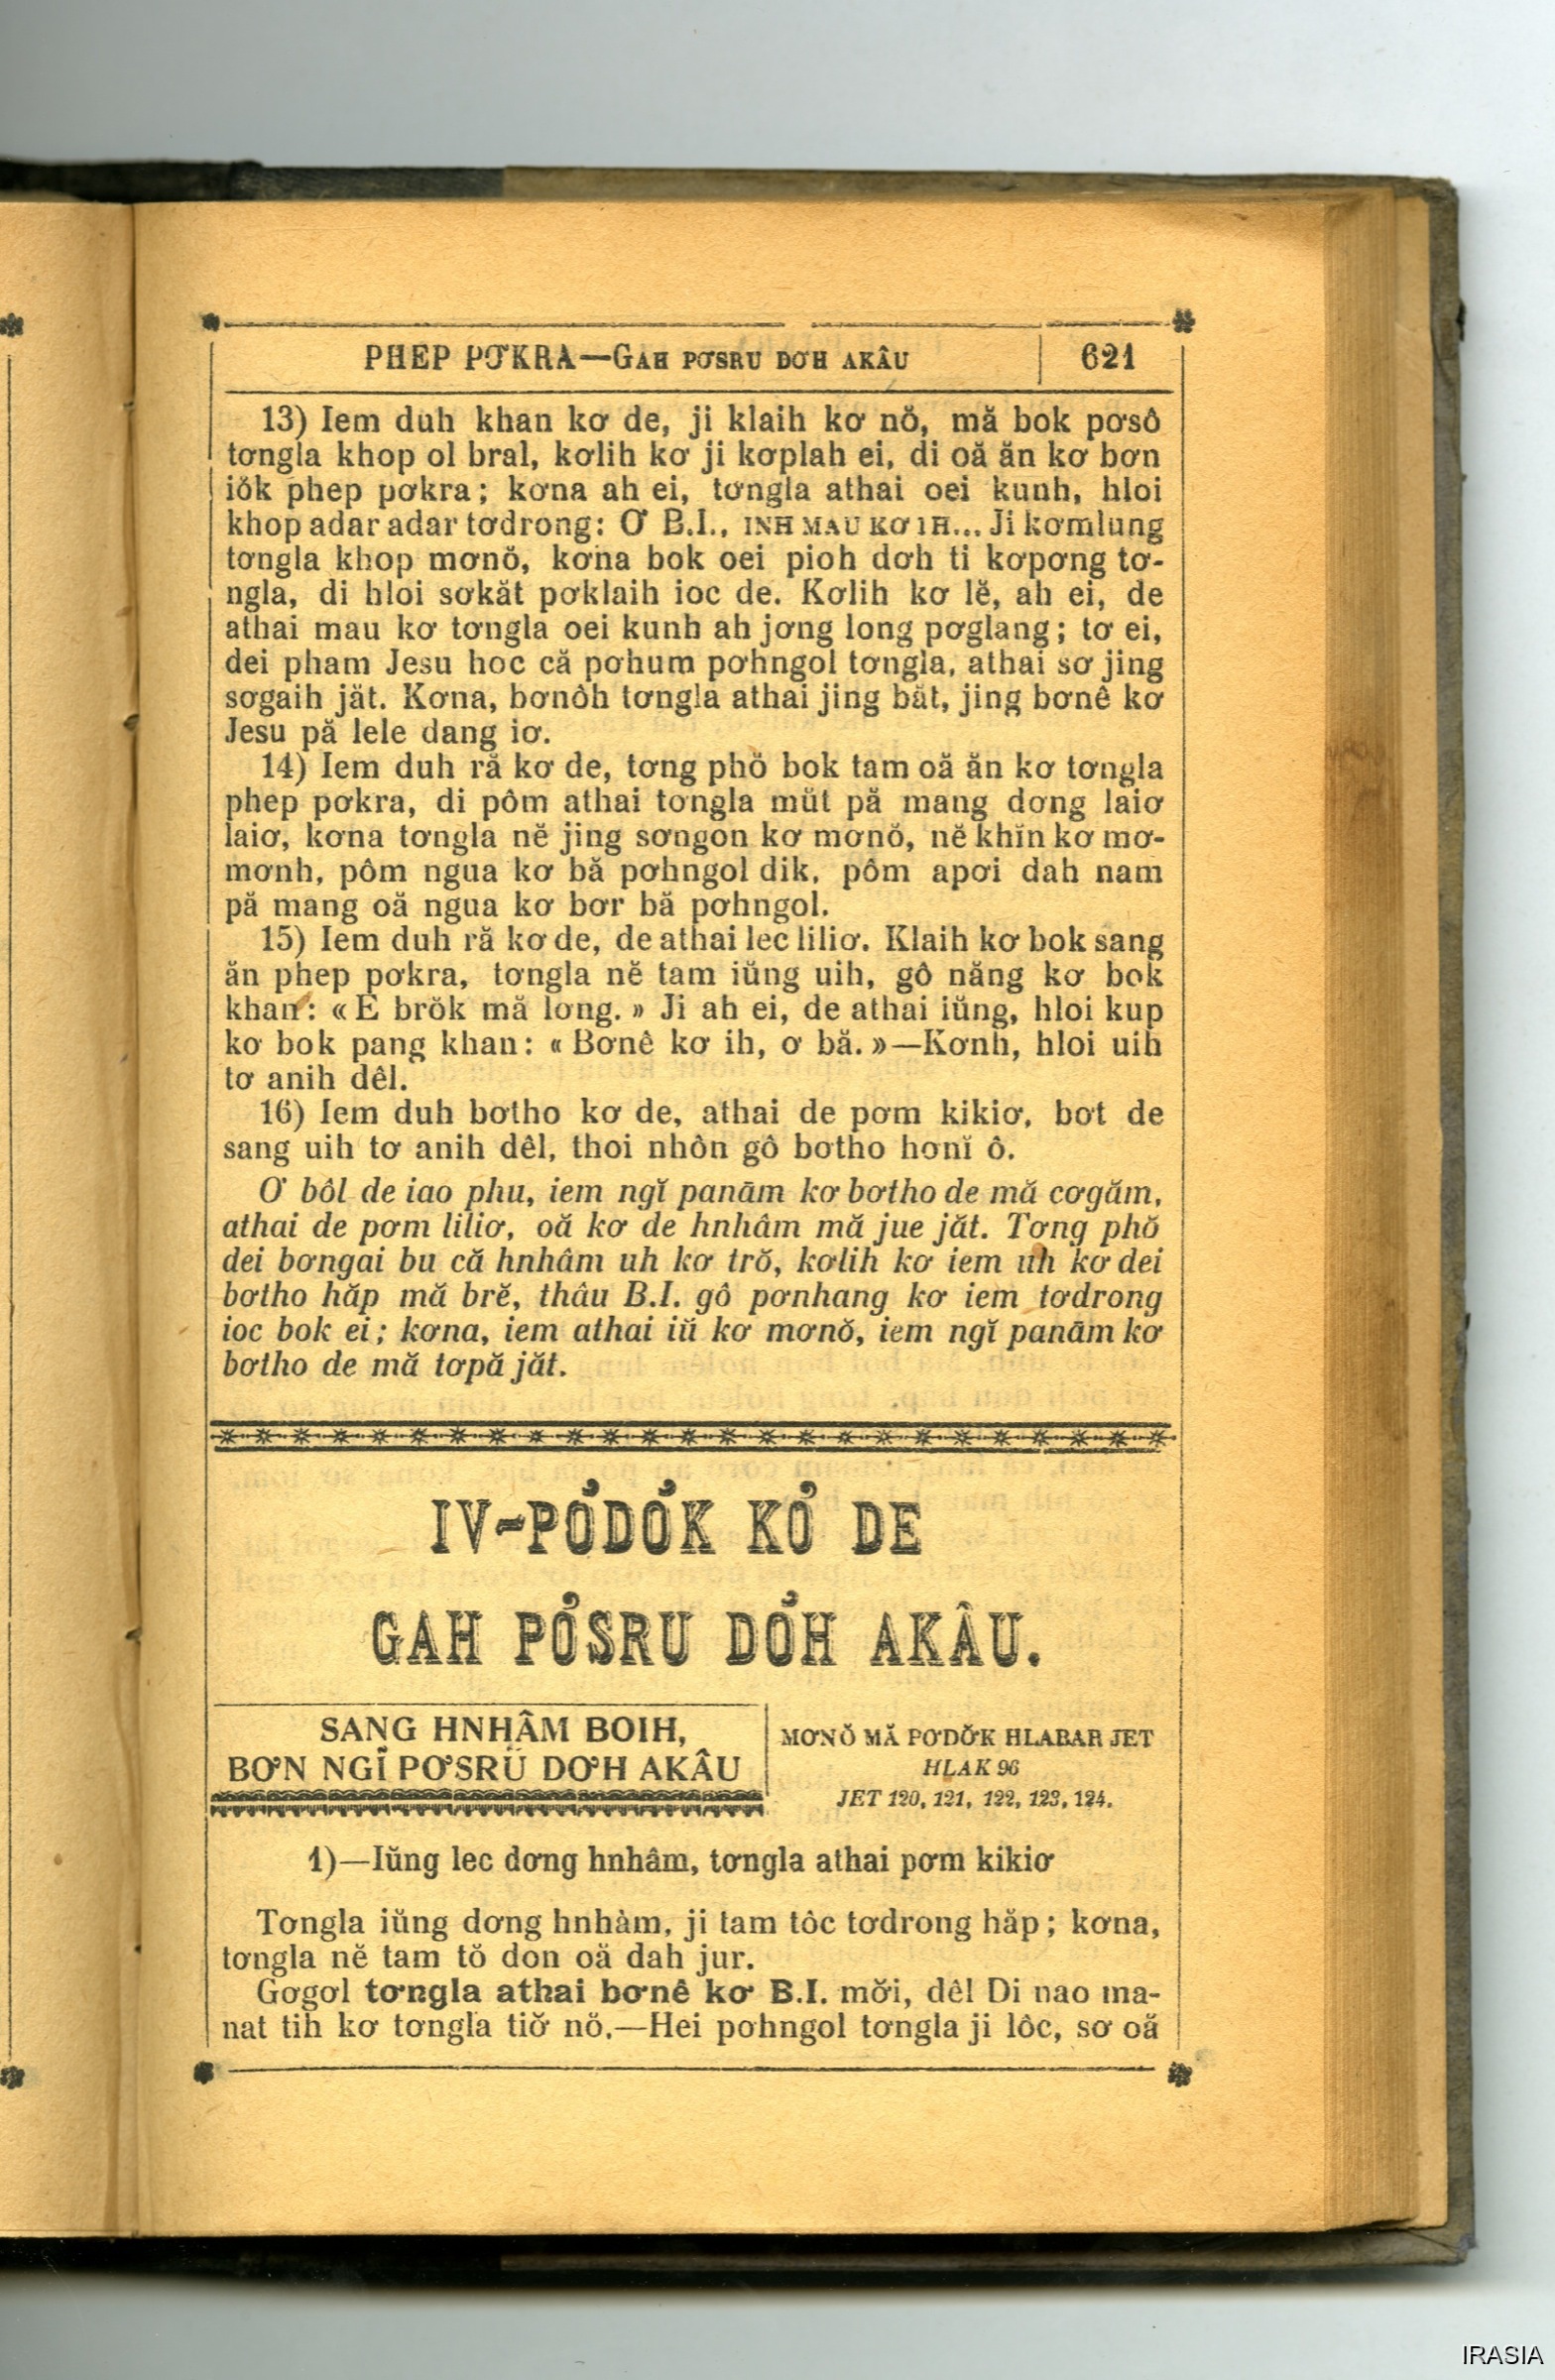 PHEP PƠKRA—GAH PƠSRU DƠH AKÂU 621
13) Iem duh khan kơ de, ji klaih kơ nŏ, mă bok pơsô
tơngla khop ol bral, kơlih kơ ji kơplah ei, di oă ăn kơ bơn
iŏk phep pơkra; kơna ah ei, tơngla athai oei kunh, hloi
khop adar adar tơdrong: Ơ B.I., INH MAU KƠ IH... Ji kơmlung
tơngla khop mơnŏ, kơna bok oei pioh dơh ti kơpơng tơ-
ngla, di hloi sơkăt pơklaih ioc de. Kơlih kơ lĕ, ah ei, de
athai mau kơ tơngla oei kunh ah jơng long pơglang; tơ ei,
dei pham Jesu hoc că pơhum pơhngol tơngla, athai sơ jing
sơgaih jăt. Kơna, bơnôh tơngla athai jing băt, jing bơnê kơ
Jesu pă lele dang iơ.
14) Iem duh ră kơ de, tơng phŏ bok tam oă ăn kơ tơngla
phep pơkra, di pôm athai tơngla mŭt pă mang dơng laiơ
laiơ, kơna tơngla nĕ jing sơngon kơ mơnŏ, nĕ khĭn kơ mơ-
mơnh, pôm ngua kơ bă pơhngol dik, pôm apơi dah nam
pă mang oă ngua kơ bơr bă pơhngol.
15) Iem duh ră kơ de, de athai lec liliơ. Klaih kơ bok sang
ăn phep pơkra, tơngla nĕ tam iŭng uih, gô năng kơ bok
khan: « E brŏk mă lơng. » Ji ah ei, de athai iŭng, hloi kup
kơ bok pang khan: « Bơnê kơ ih, ơ bă. »—Kơnh, hloi uih
tơ anih dêl.
16) Iem duh bơtho kơ de, athai de pơm kikiơ, bơt de
sang uih tơ anih dêl, thoi nhôn gô bơtho hơnĭ ô.
Ơ bôl de iao phu, iem ngĭ panăm kơ bơtho de mă cơgăm,
athai de pơm liliơ, oă kơ de hnhâm mă jue jăt. Tơng phŏ
dei bơngai bu că hnhâm uh kơ trŏ, kơlih kơ iem uh kơ dei
bơtho hăp mă brĕ, thâu B.I. gô pơnhang kơ iem tơdrong
ioc bok ei; kơna, iem athai iŭ kơ mơnŏ, iem ngĭ panăm kơ
bơtho de mă tơpă jăt.
IV-PƠDƠK KƠ DE
GAH PƠSRU DƠH AKÂU.
SANG HNHÂM BOIH,
BƠN NGĬ PƠSRŬ DƠH AKÂU
MƠNŎ MĂ PƠDƠ̆K HLABAR JET
HLAK 96
JET 120, 121, 122, 123, 124.
1)—Iŭng lec dơng hnhâm, tơngla athai pơm kikiơ
Tơngla iŭng dơng hnhâm, ji tam tôc tơdrong hăp; kơna,
tơngla nĕ tam tŏ don oă dah jur.
Gơgơl tơngla athai bơnê kơ B.I. mơ̆i, dêl Di nao ma-
nat tih kơ tơngla tiơ̆ nŏ.—Hei pơhngol tơngla ji lôc, sơ oă
IRASIA